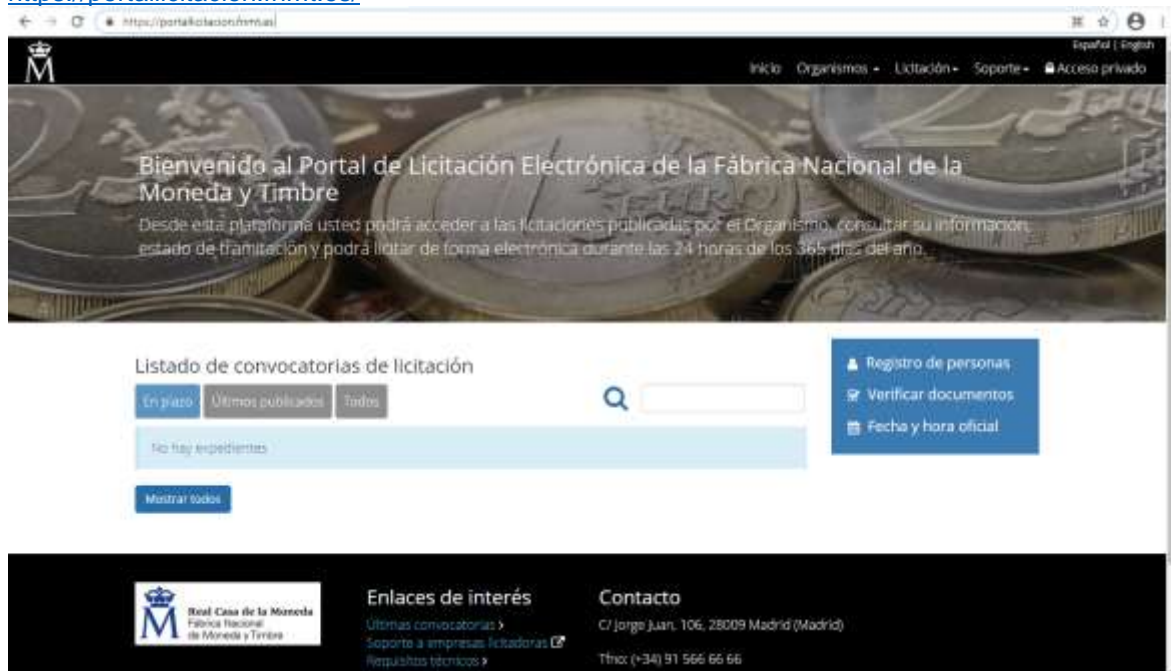 https://portallicitacion.fnmt.es/
https://portallicitacion.fnmt.es
Español | English
Inicio Organismos Licitación Soporte Acceso privado
Bienvenido al Portal de Licitación Electrónica de la Fábrica Nacional de la
Moneda y Timbre
Desde esta plataforma usted podrá acceder a las licitaciones publicadas por el Organismo, consultar su información,
estado de tramitación y podrá licitar de forma electrónica durante las 24 horas de los 365 días del año.
Listado de convocatorias de licitación
En plazo Últimos publicados Todos
No hay expedientes
Mostrar todos
Registro de personas
Verificar documentos
Fecha y hora oficial
Real Casa de la Moneda
Fábrica Nacional
de Moneda y Timbre
Enlaces de interés
Últimas convocatorias >
Soporte a empresas licitadoras
Requisitos técnicos >
Contacto
C/ Jorge Juan, 106, 28009 Madrid (Madrid)
Tfno: (+34) 91 566 66 66